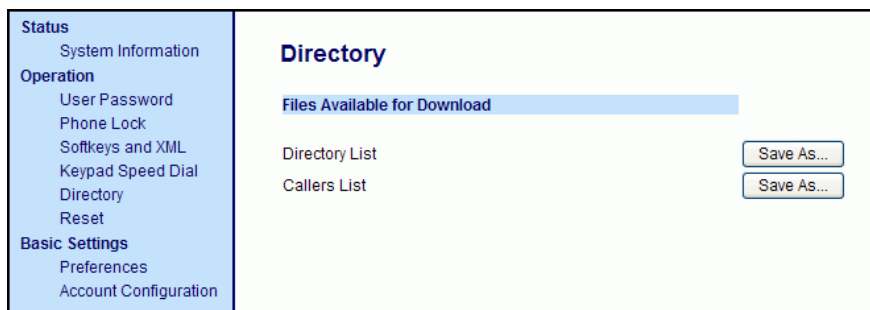 Status
System Information
Operation
User Password
Phone Lock
Softkeys and XML
Keypad Speed Dial
Directory
Reset
Basic Settings
Preferences
Account Configuration
Directory
Files Available for Download
Directory List
Save As...
Callers List
Save As...